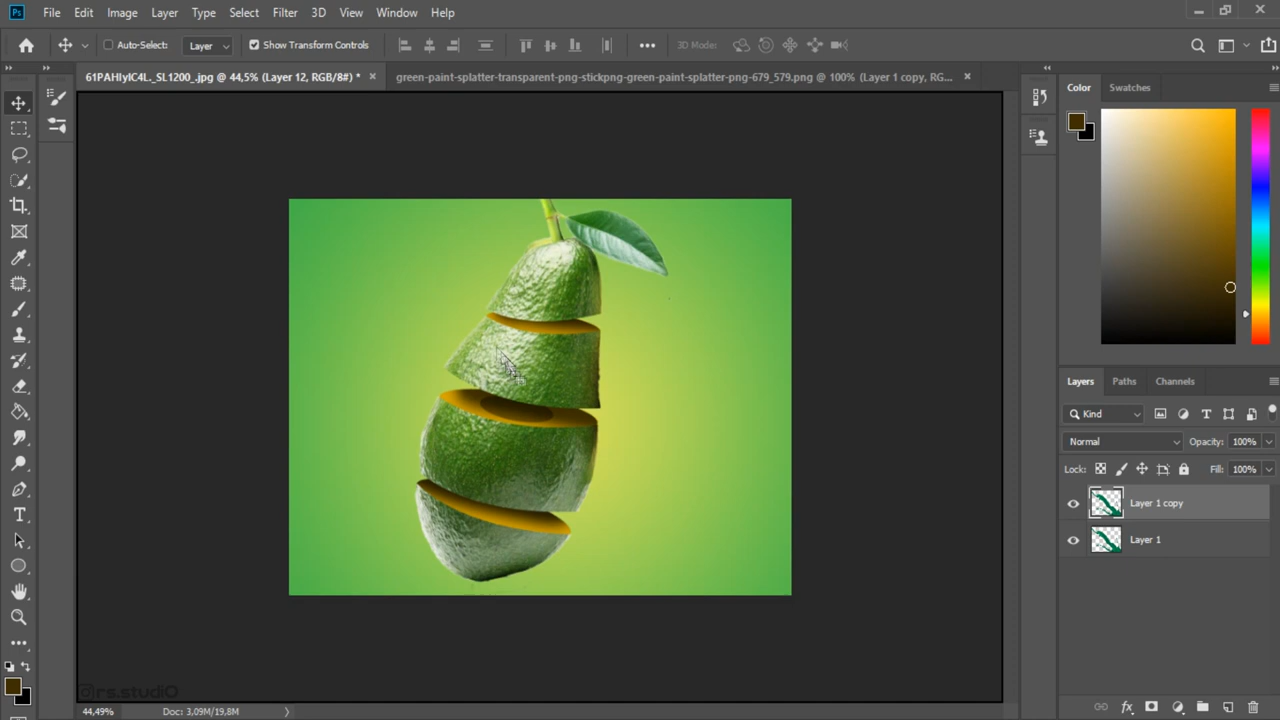 Ps File Edit Image Layer Type Select Filter 3D View Window Help
Auto-Select: Layer Show Transform Controls 3D Mode:
61PAHIyIC4L._SL1200_.jpg @ 44,5% (Layer 12, RGB/8#) * × green-paint-splatter-transparent-png-stickpng-green-paint-splatter-png-679_579.png @ 100% (Layer 1 copy, RG... ×
Color Swatches
Layers Paths Channels
Kind
Normal Opacity: 100%
Lock: Fill: 100%
Layer 1 copy
Layer 1
rs.studiO
44,49% Doc: 3,09M/19,8M